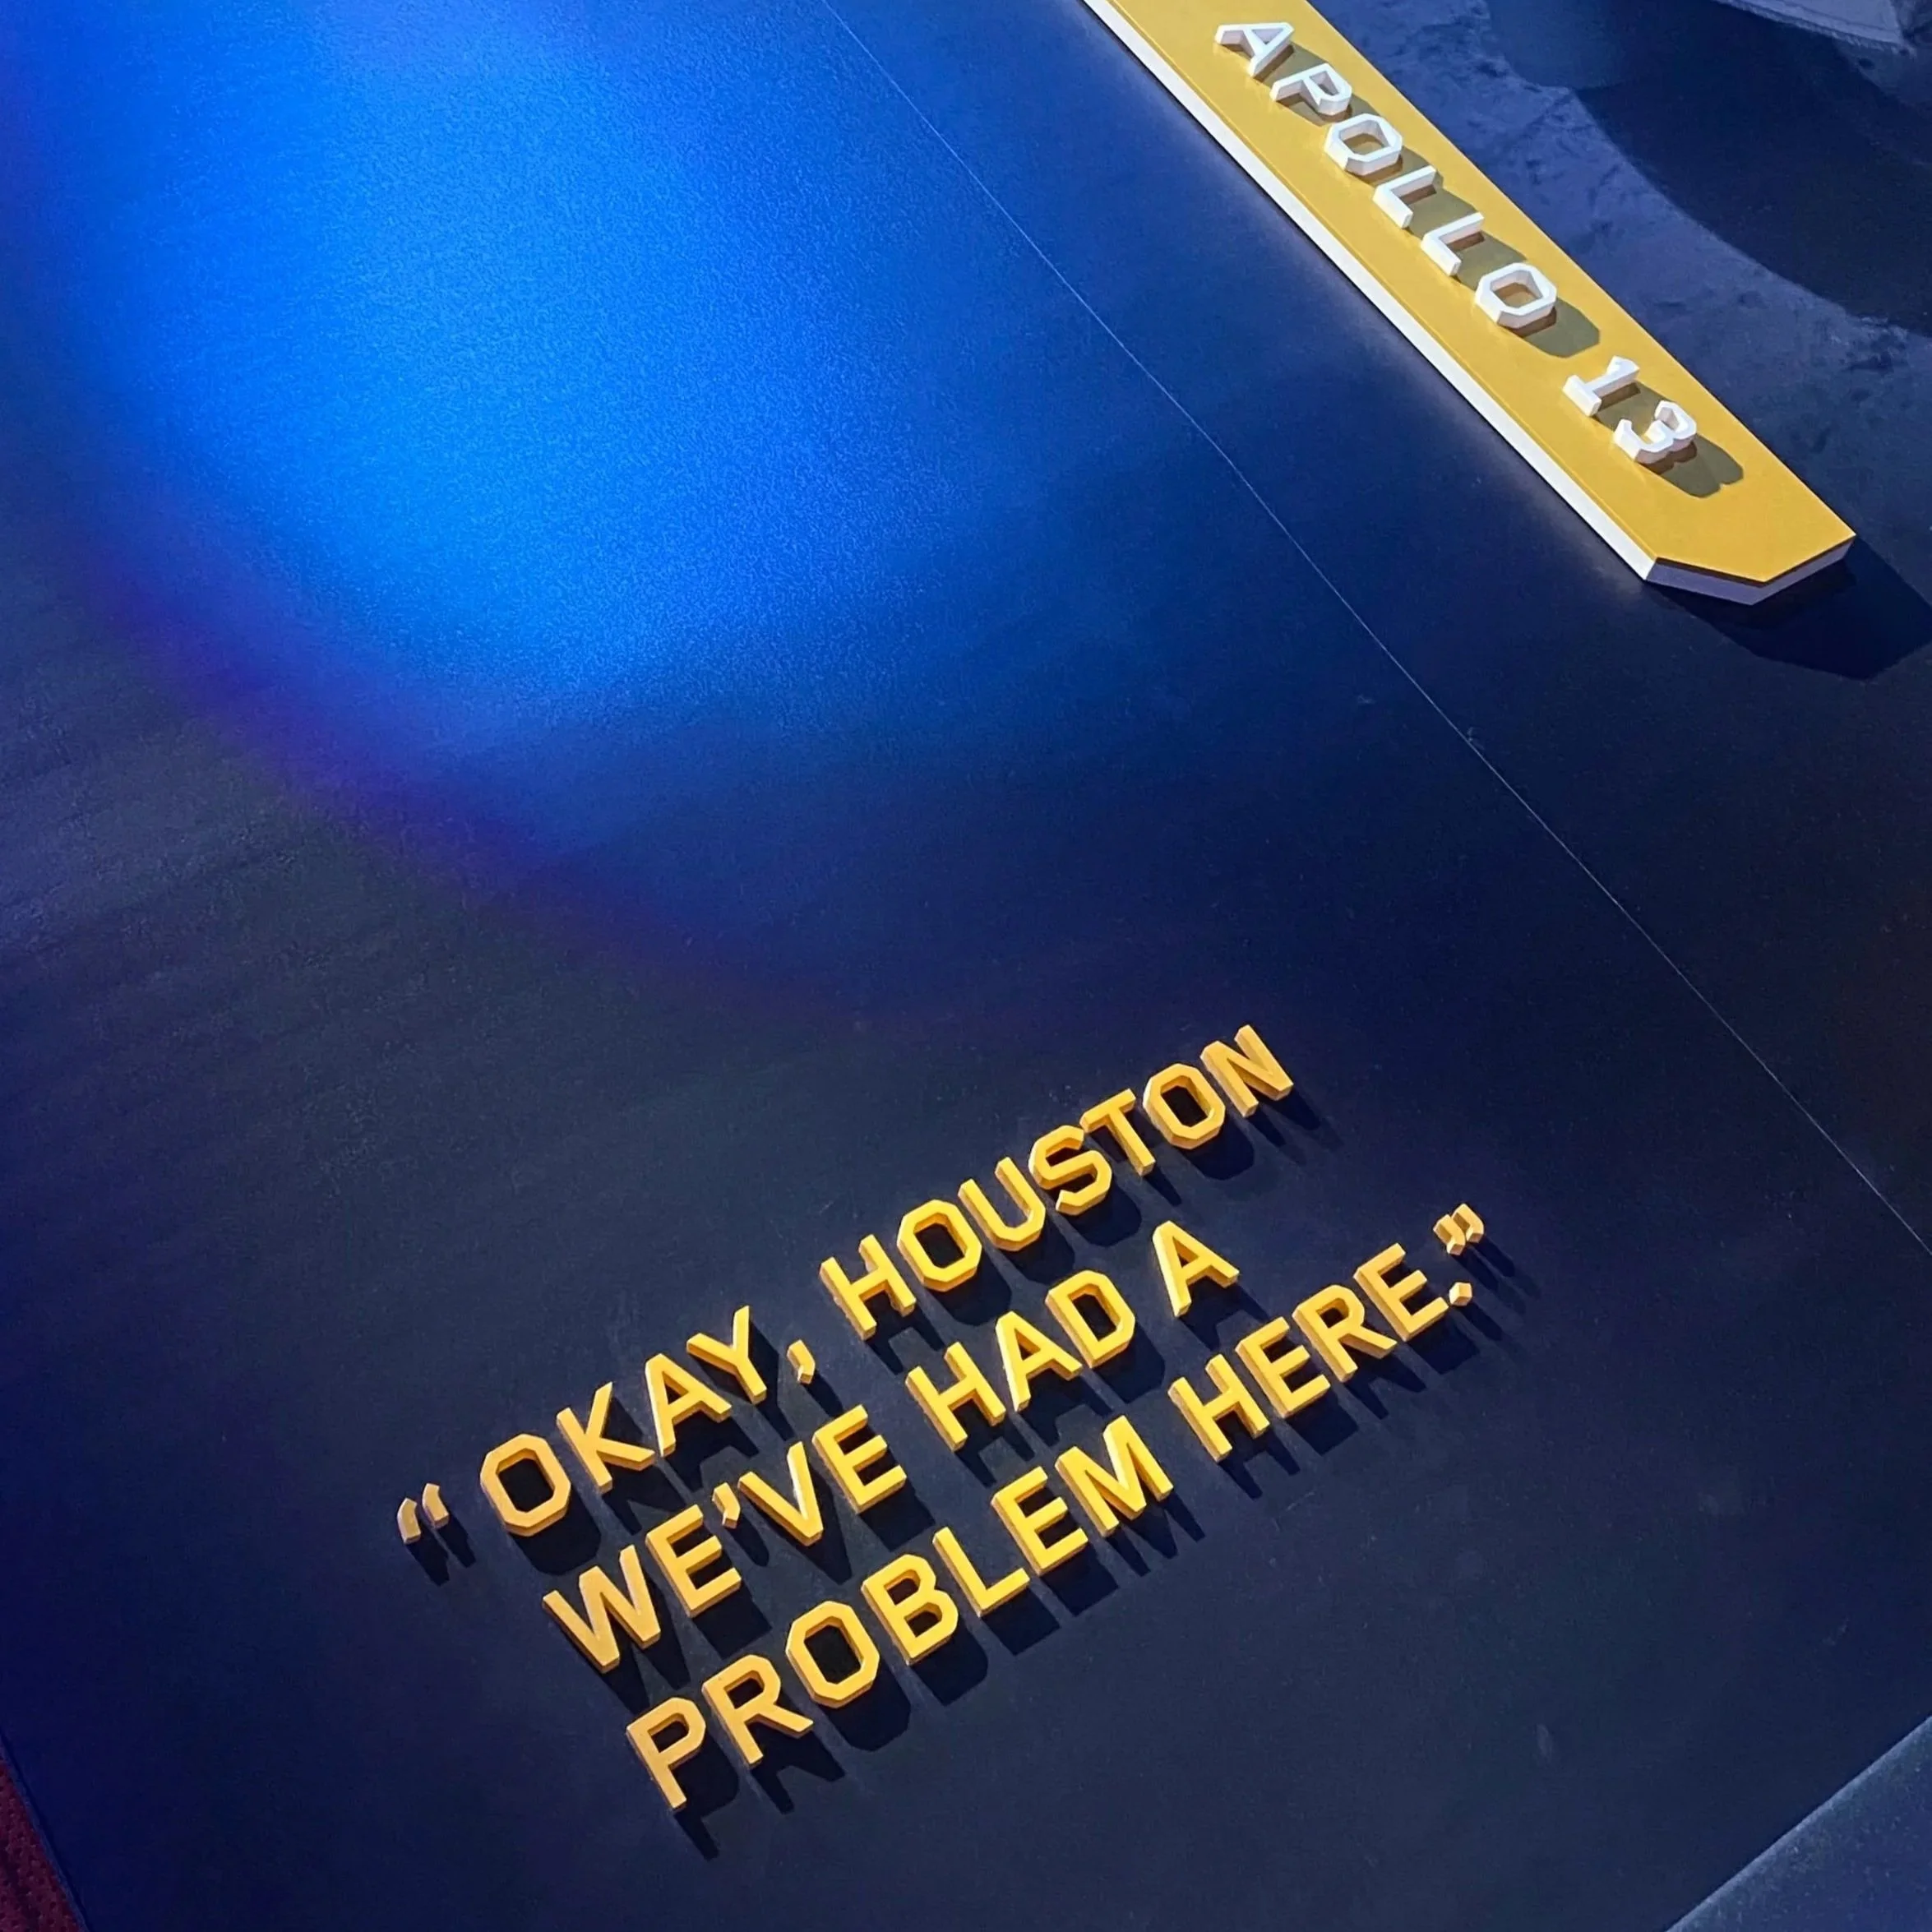 APOLLO 13
“OKAY, HOUSTON
WE’VE HAD A
PROBLEM HERE.”